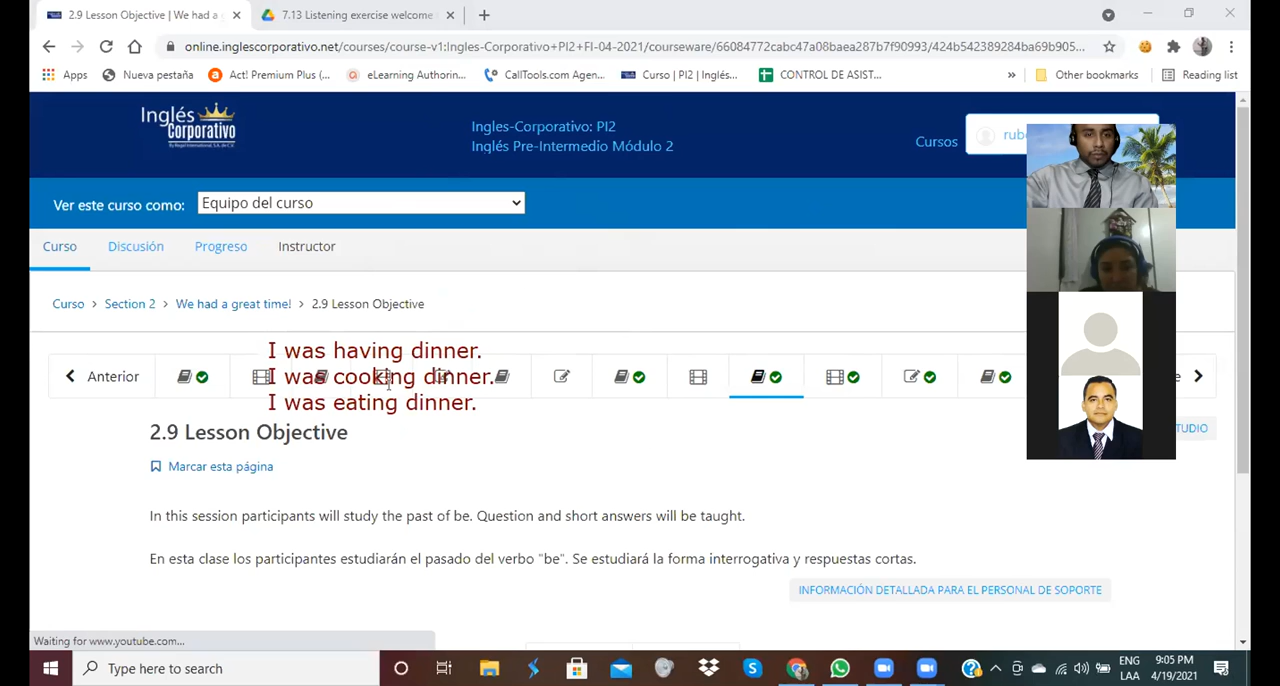 2.9 Lesson Objective | We had a g
7.13 Listening exercise welcome
online.inglescorporativo.net/courses/course-v1:Ingles-Corporativo+PI2+FI-04-2021/courseware/66084772cabc47a08baea287b7f90993/424b542389284ba69b905...
Apps
Nueva pestaña
Act! Premium Plus (...
eLearning Authorin...
CallTools.com Agen...
Curso | PI2 | Inglés...
CONTROL DE ASIST...
»
Other bookmarks
Reading list
Inglés
Corporativo
Ingles-Corporativo: PI2
Inglés Pre-Intermedio Módulo 2
Cursos
rub
Ver este curso como:
Equipo del curso
Curso
Discusión
Progreso
Instructor
Curso > Section 2 > We had a great time! > 2.9 Lesson Objective
I was having dinner.
I was cooking dinner.
I was eating dinner.
Anterior
e
2.9 Lesson Objective
TUDIO
Marcar esta página
In this session participants will study the past of be. Question and short answers will be taught.
En esta clase los participantes estudiarán el pasado del verbo "be". Se estudiará la forma interrogativa y respuestas cortas.
INFORMACIÓN DETALLADA PARA EL PERSONAL DE SOPORTE
Waiting for www.youtube.com...
Type here to search
ENG
LAA
9:05 PM
4/19/2021